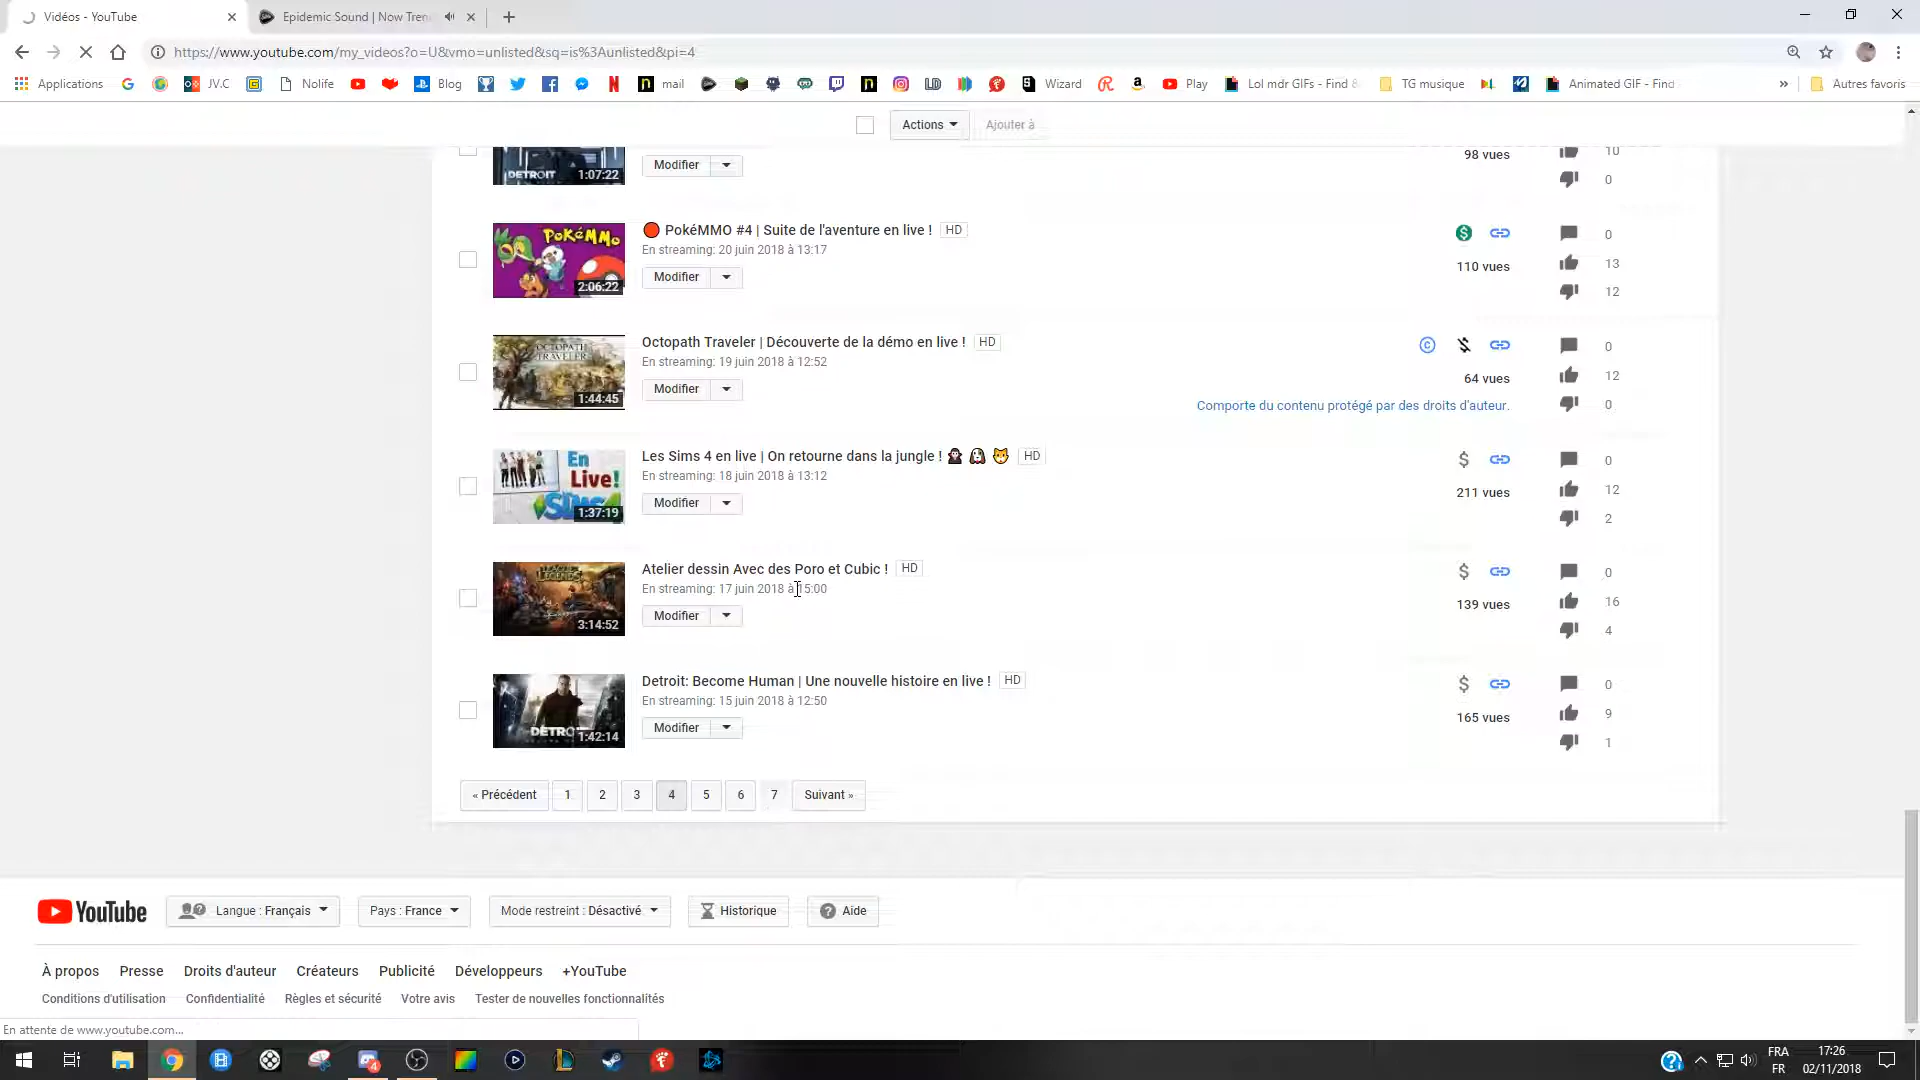 Vidéos - YouTube
Epidemic Sound | Now Tren
https://www.youtube.com/my_videos?o=U&vmo=unlisted&sq=is%3Aunlisted&pi=4
Applications JV.C Nolife Blog mail Wizard Play Lol mdr GIFs - Find & TG musique Animated GIF - Find » Autres favoris
Actions Ajouter à
DETROIT 1:07:22 Modifier 98 vues 10
0
PokéMMo 2:06:22
PokéMMO #4 | Suite de l'aventure en live ! HD
En streaming: 20 juin 2018 à 13:17
Modifier
110 vues
0
13
12
OCTOPATH TRAVELER 1:44:45
Octopath Traveler | Découverte de la démo en live ! HD
En streaming: 19 juin 2018 à 12:52
Modifier
64 vues
Comporte du contenu protégé par des droits d'auteur.
0
12
0
En Live! 1:37:19
Les Sims 4 en live | On retourne dans la jungle ! HD
En streaming: 18 juin 2018 à 13:12
Modifier
211 vues
0
12
2
LEGENDS 3:14:52
Atelier dessin Avec des Poro et Cubic ! HD
En streaming: 17 juin 2018 à 15:00
Modifier
139 vues
0
16
4
DETRO 1:42:14
Detroit: Become Human | Une nouvelle histoire en live ! HD
En streaming: 15 juin 2018 à 12:50
Modifier
165 vues
0
9
1
« Précédent 1 2 3 4 5 6 7 Suivant »
YouTube Langue : Français Pays : France Mode restreint : Désactivé Historique Aide
À propos Presse Droits d'auteur Créateurs Publicité Développeurs +YouTube
Conditions d'utilisation Confidentialité Règles et sécurité Votre avis Tester de nouvelles fonctionnalités
En attente de www.youtube.com...
FRA
FR
17:26
02/11/2018